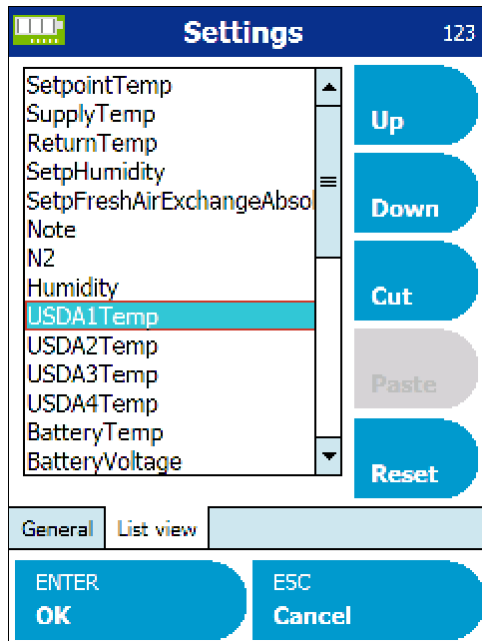 Settings
123
SetpointTemp
SupplyTemp
ReturnTemp
SetpHumidity
SetpFreshAirExchangeAbsol
Note
N2
Humidity
USDA1Temp
USDA2Temp
USDA3Temp
USDA4Temp
BatteryTemp
BatteryVoltage
Up
Down
Cut
Paste
Reset
General
List view
ENTER
OK
ESC
Cancel